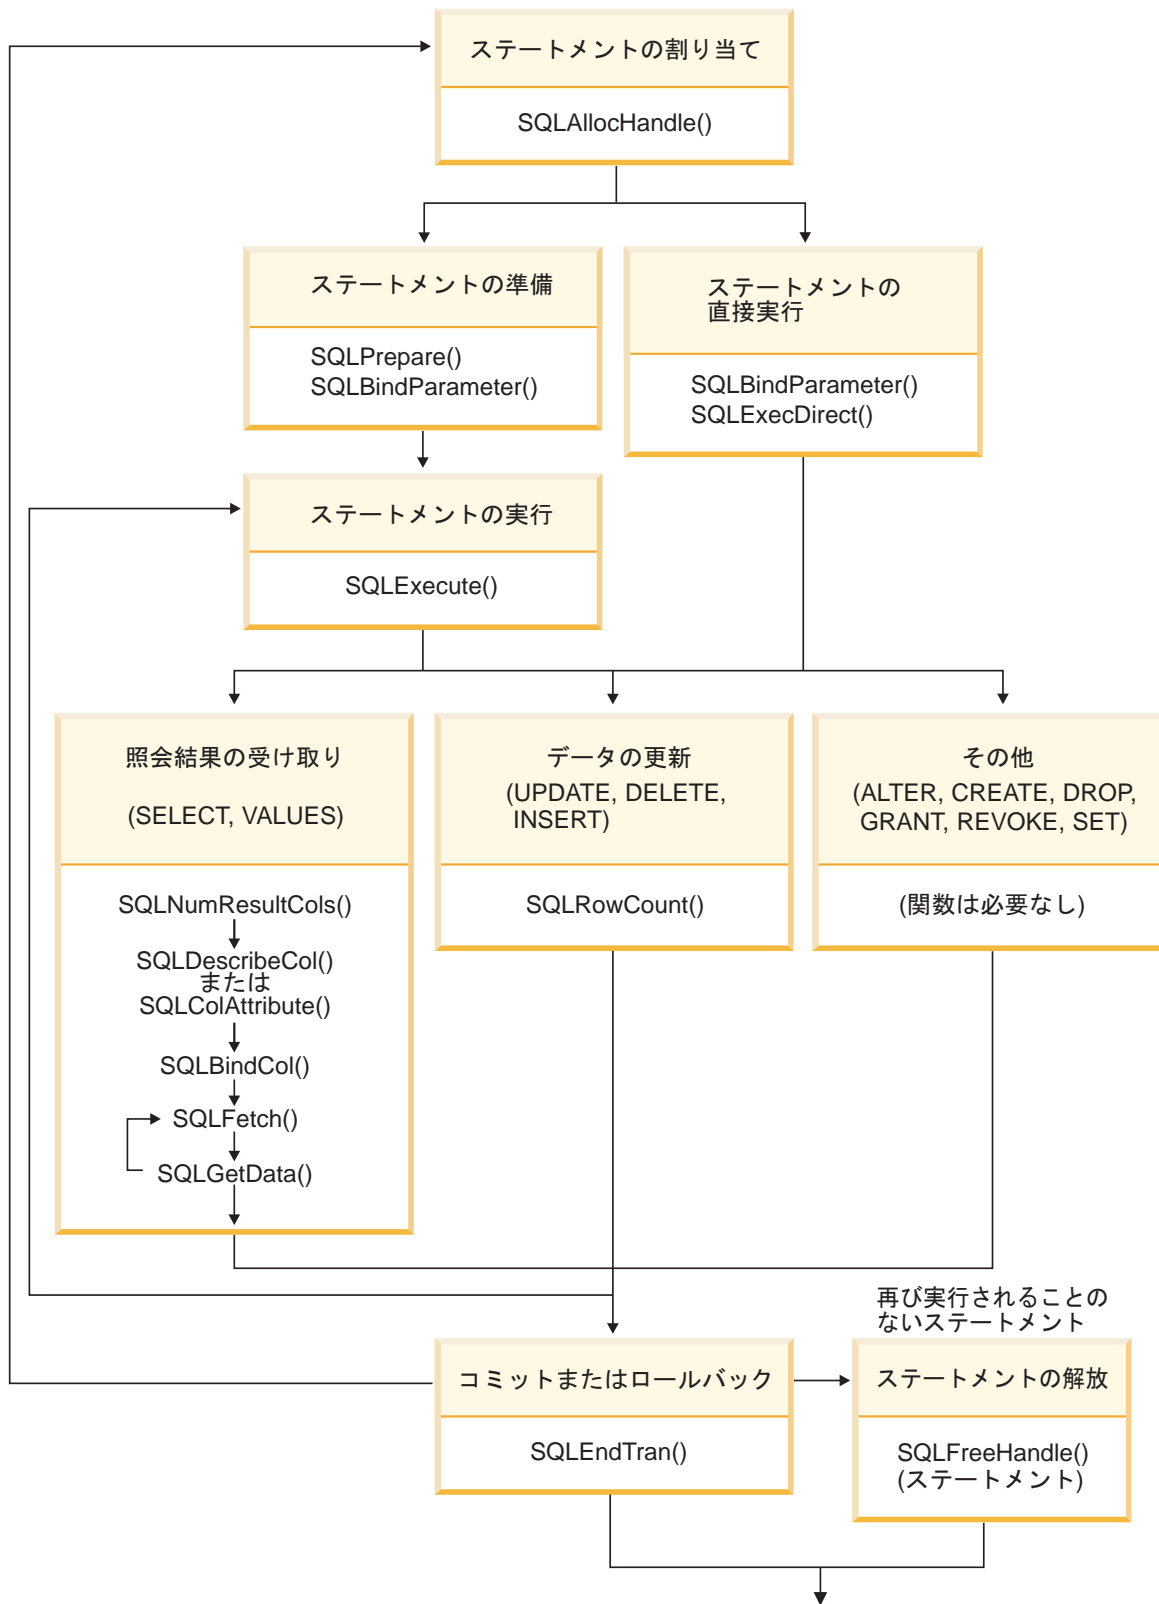 ステートメントの割り当て
SQLAllocHandle()
ステートメントの準備
SQLPrepare()
SQLBindParameter()
ステートメントの
直接実行
SQLBindParameter()
SQLExecDirect()
ステートメントの実行
SQLExecute()
照会結果の受け取り
(SELECT, VALUES)
SQLNumResultCols()
SQLDescribeCol()
または
SQLColAttribute()
SQLBindCol()
SQLFetch()
SQLGetData()
データの更新
(UPDATE, DELETE,
INSERT)
SQLRowCount()
その他
(ALTER, CREATE, DROP,
GRANT, REVOKE, SET)
(関数は必要なし)
コミットまたはロールバック
SQLEndTran()
再び実行されることの
ないステートメント
ステートメントの解放
SQLFreeHandle()
(ステートメント)